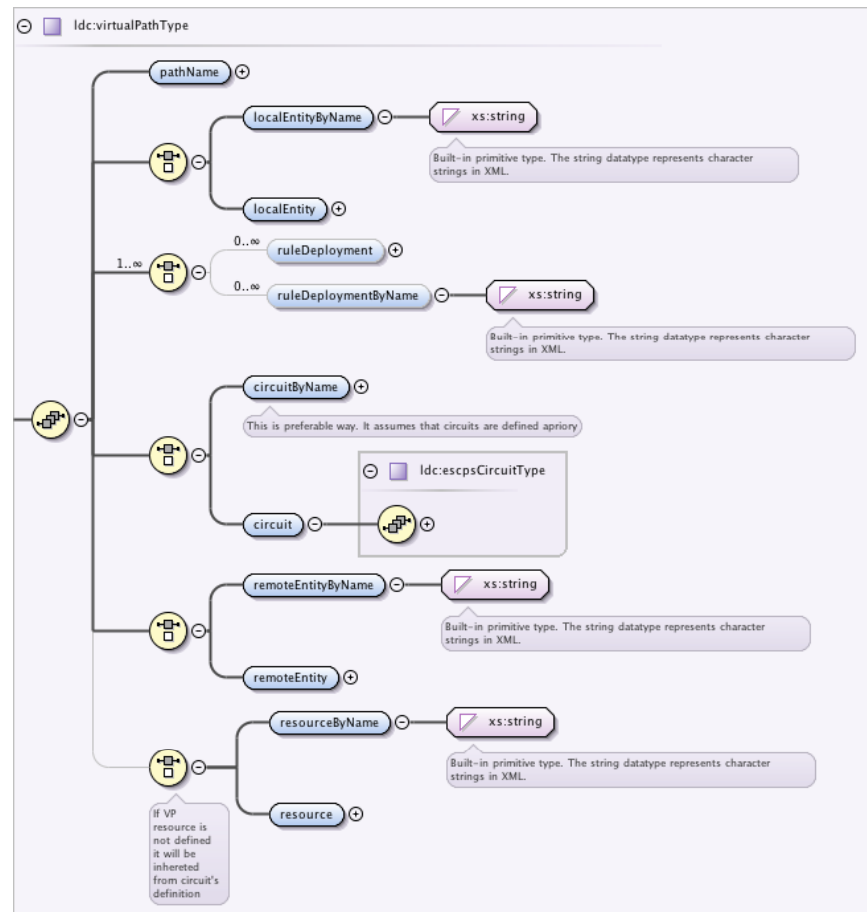 ldc:virtualPathType
pathName
localEntityByName
xs:string
Built-in primitive type. The string datatype represents character
strings in XML.
localEntity
0..∞
ruleDeployment
1..∞
0..∞
ruleDeploymentByName
xs:string
Built-in primitive type. The string datatype represents character
strings in XML.
circuitByName
This is preferable way. It assumes that circuits are defined apriory
ldc:escpsCircuitType
circuit
remoteEntityByName
xs:string
Built-in primitive type. The string datatype represents character
strings in XML.
remoteEntity
resourceByName
xs:string
Built-in primitive type. The string datatype represents character
strings in XML.
resource
If VP
resource is
not defined
it will be
inhereted
from circuit's
definition